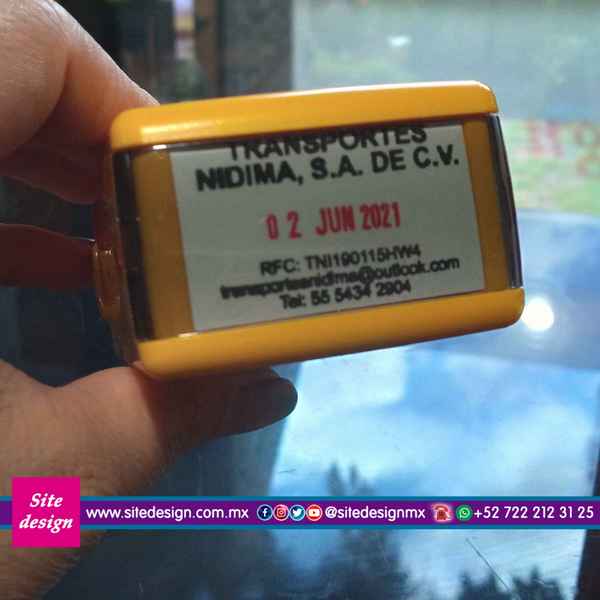 TRANSPORTES
NIDIMA, S.A. DE C.V.
02 JUN 2021
RFC: TNI190115HW4
transportesnidima@outlook.com
Tel: 55 5434 2904
Site
design
www.sitedesign.com.mx @sitedesignmx +52 722 212 31 25